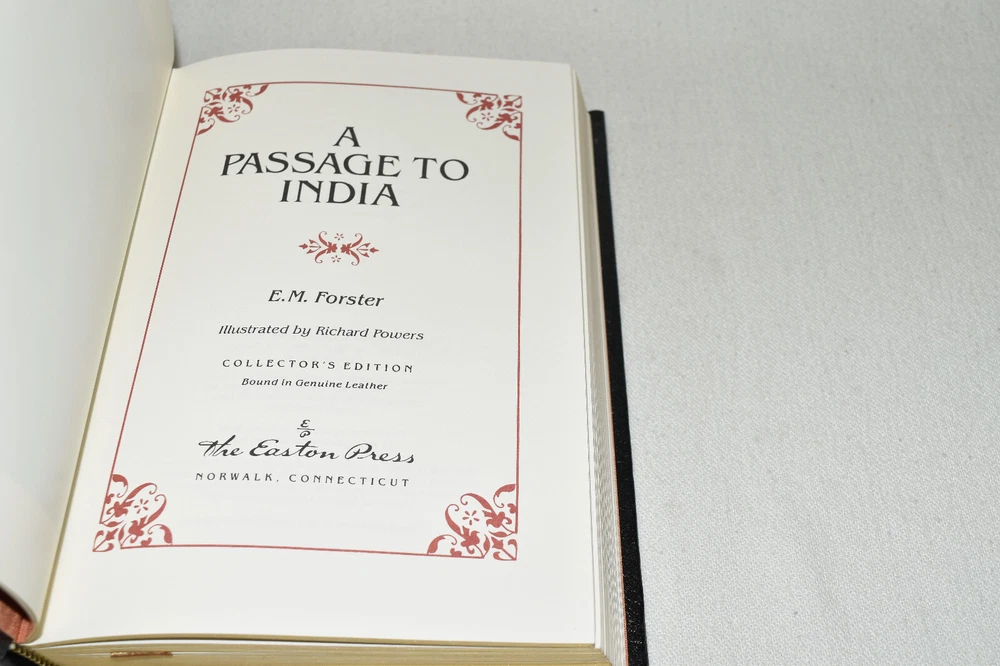 A
PASSAGE TO
INDIA
E.M. Forster
Illustrated by Richard Powers
COLLECTOR'S EDITION
Bound in Genuine Leather
E
P
The Easton Press
NORWALK, CONNECTICUT